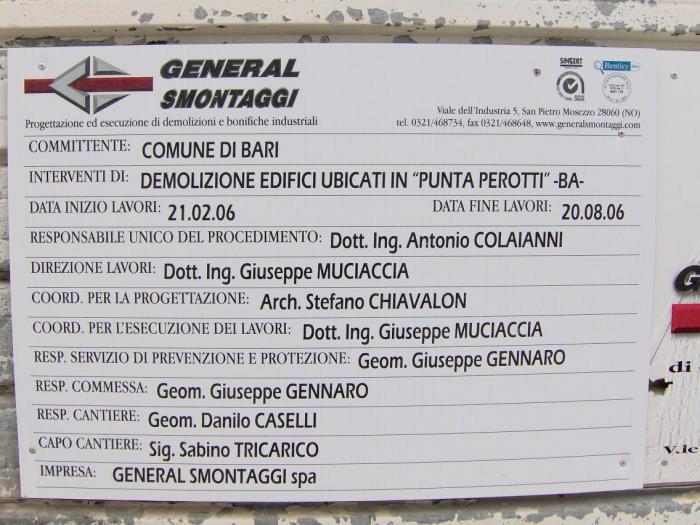 GENERAL
SMONTAGGI
SINCERT
SGS
Bentley
Progettazione ed esecuzione di demolizioni e bonifiche industriali
Viale dell'Industria 5, San Pietro Mosezzo 28060 (NO)
tel. 0321/468734, fax 0321/468648, www.generalsmontaggi.com
COMMITTENTE: COMUNE DI BARI
INTERVENTI DI: DEMOLIZIONE EDIFICI UBICATI IN "PUNTA PEROTTI" -BA-
DATA INIZIO LAVORI: 21.02.06 DATA FINE LAVORI: 20.08.06
RESPONSABILE UNICO DEL PROCEDIMENTO: Dott. Ing. Antonio COLAIANNI
DIREZIONE LAVORI: Dott. Ing. Giuseppe MUCIACCIA
COORD. PER LA PROGETTAZIONE: Arch. Stefano CHIAVALON
COORD. PER L'ESECUZIONE DEI LAVORI: Dott. Ing. Giuseppe MUCIACCIA
RESP. SERVIZIO DI PREVENZIONE E PROTEZIONE: Geom. Giuseppe GENNARO
RESP. COMMESSA: Geom. Giuseppe GENNARO
RESP. CANTIERE: Geom. Danilo CASELLI
CAPO CANTIERE: Sig. Sabino TRICARICO
IMPRESA: GENERAL SMONTAGGI spa
G
di
v.le